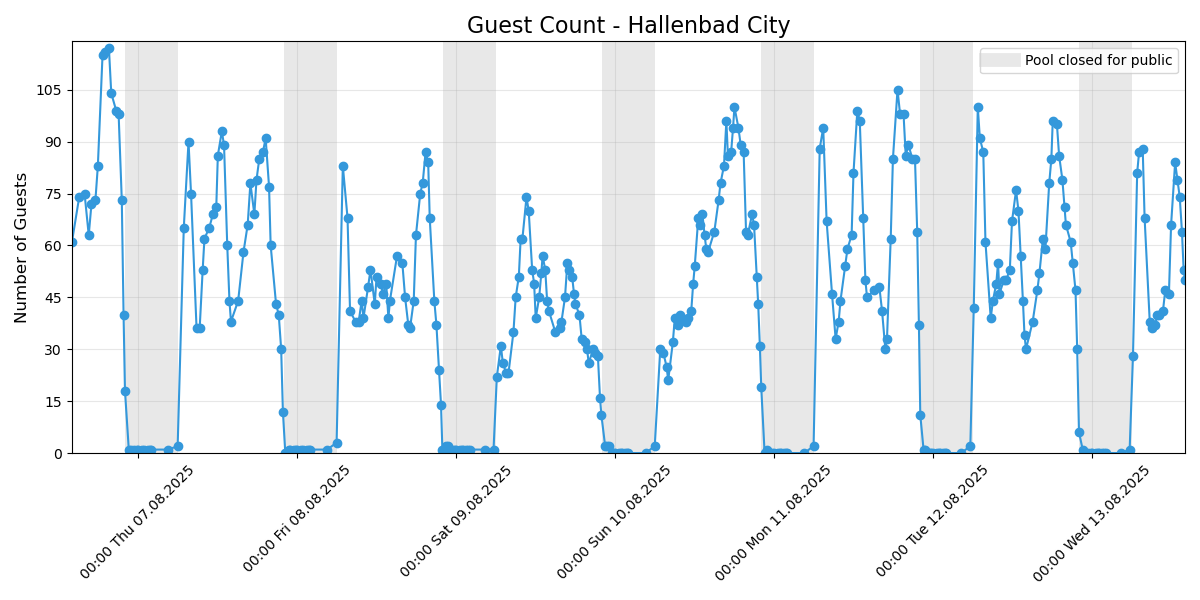 Guest Count - Hallenbad City
Pool closed for public
Number of Guests
105
90
75
60
45
30
15
0
00:00 Thu 07.08.2025
00:00 Fri 08.08.2025
00:00 Sat 09.08.2025
00:00 Sun 10.08.2025
00:00 Mon 11.08.2025
00:00 Tue 12.08.2025
00:00 Wed 13.08.2025